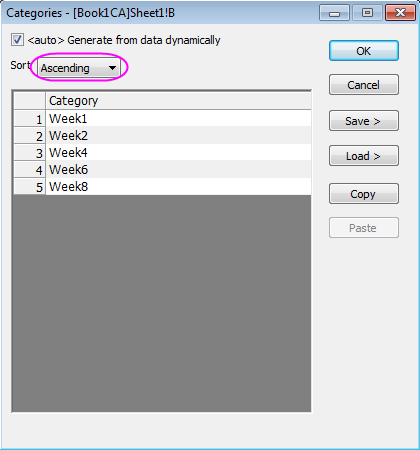 Categories - [Book1CA]Sheet1!B
<auto> Generate from data dynamically
Sort Ascending
OK
Cancel
Save >
Load >
Copy
Paste
Category
1 Week1
2 Week2
3 Week4
4 Week6
5 Week8